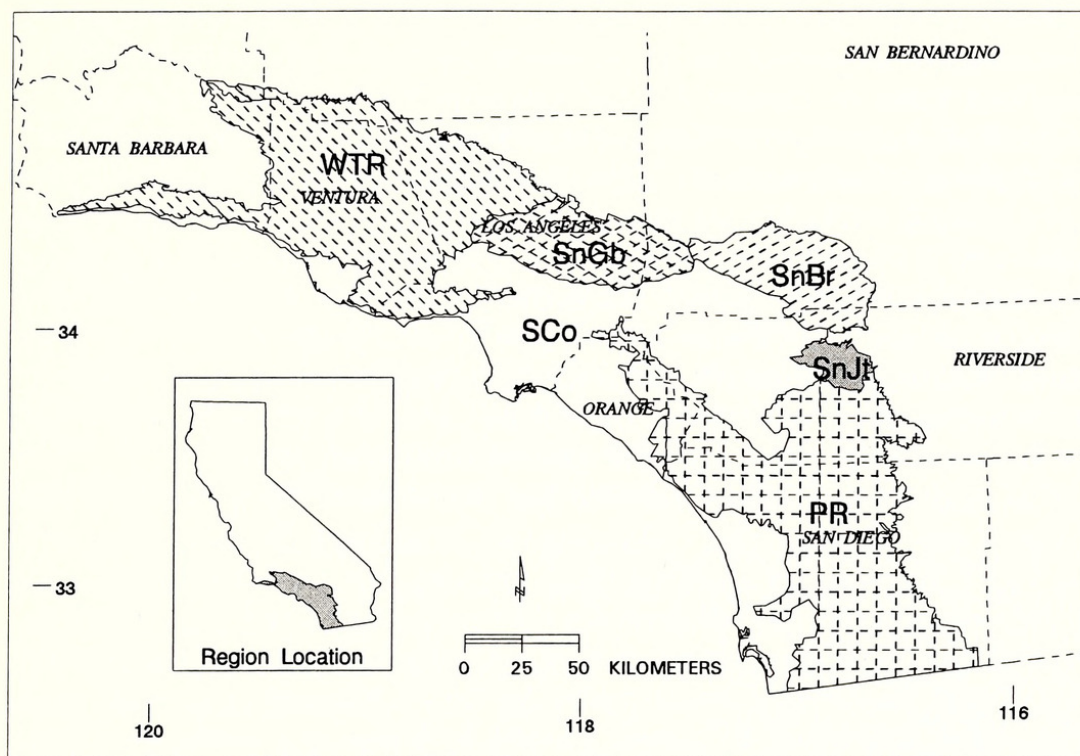 SAN BERNARDINO
SANTA BARBARA
WTR
VENTURA
LOS ANGELES
SnGb
SnBr
34
SCo
RIVERSIDE
SnJt
ORANGE
PR
SAN DIEGO
33
N
Region Location
0 25 50 KILOMETERS
120
118
116